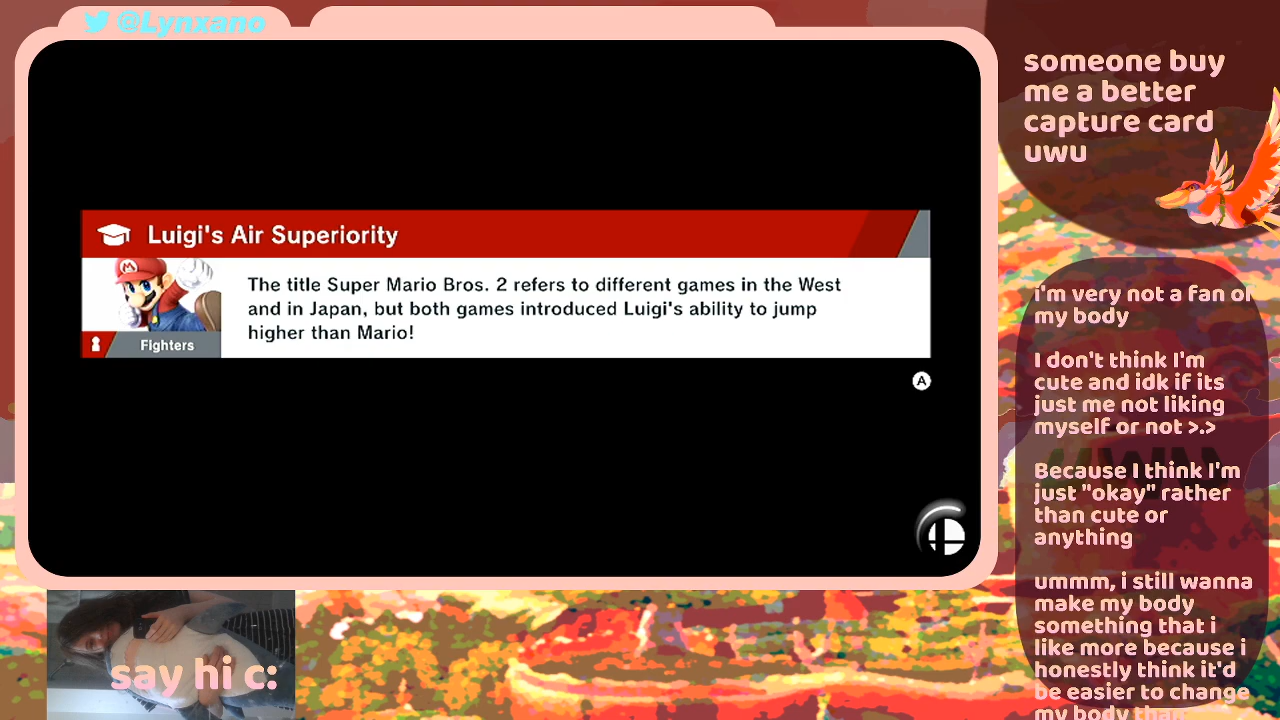 @Lynxano
someone buy
me a better
capture card
uwu
Luigi's Air Superiority
The title Super Mario Bros. 2 refers to different games in the West
and in Japan, but both games introduced Luigi's ability to jump
higher than Mario!
Fighters
A
i'm very not a fan of
my body
I don't think I'm
cute and idk if its
just me not liking
myself or not >.>
Because I think I'm
just "okay" rather
than cute or
anything
ummm, i still wanna
make my body
something that i
like more because i
honestly think it'd
be easier to change
my body than
say hi c: